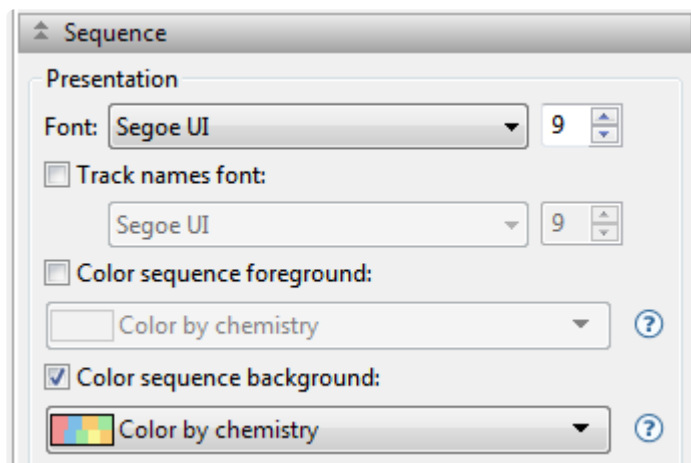 Sequence
Presentation
Font: Segoe UI 9
Track names font:
Segoe UI 9
Color sequence foreground:
Color by chemistry ?
Color sequence background:
Color by chemistry ?